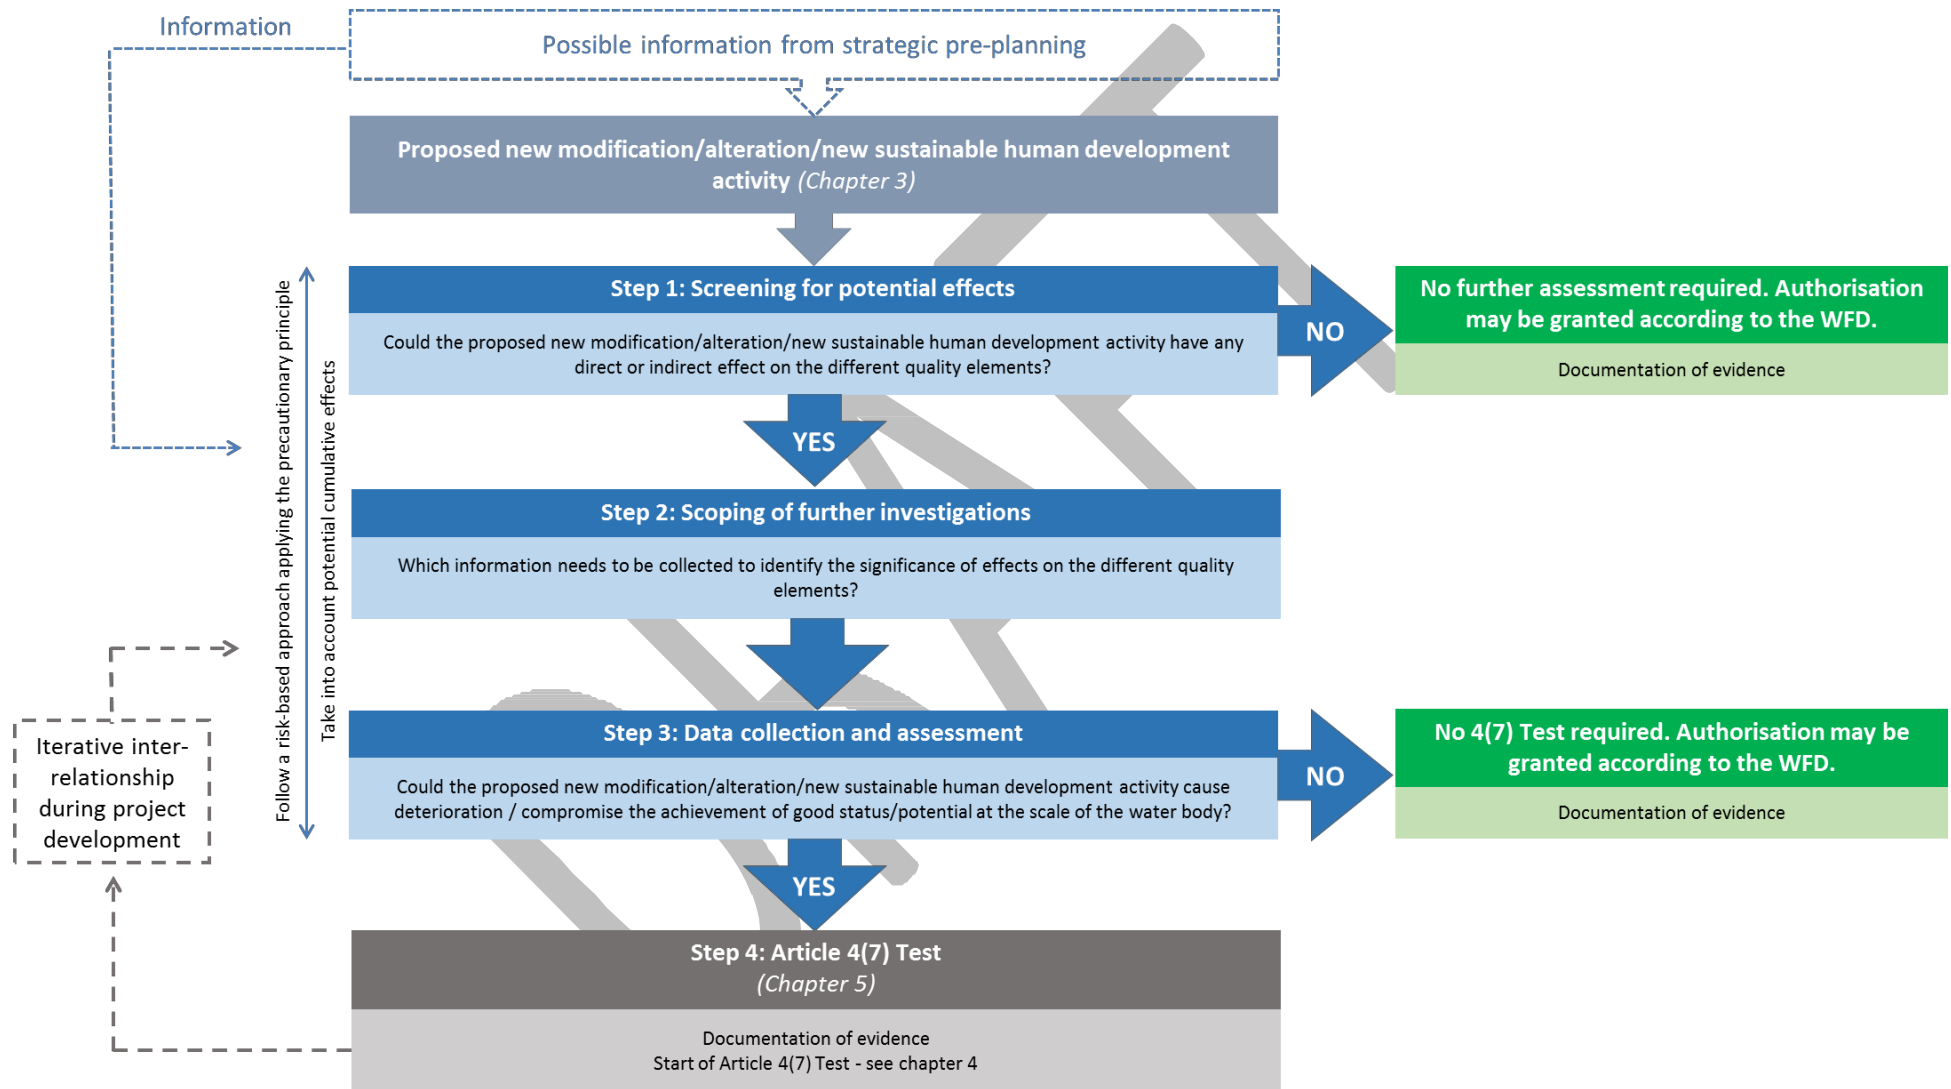 Information
Possible information from strategic pre-planning
Proposed new modification/alteration/new sustainable human development
activity (Chapter 3)
Follow a risk-based approach applying the precautionary principle
Take into account potential cumulative effects
Step 1: Screening for potential effects
Could the proposed new modification/alteration/new sustainable human development activity have any
direct or indirect effect on the different quality elements?
NO
No further assessment required. Authorisation
may be granted according to the WFD.
Documentation of evidence
YES
Step 2: Scoping of further investigations
Which information needs to be collected to identify the significance of effects on the different quality
elements?
Step 3: Data collection and assessment
Could the proposed new modification/alteration/new sustainable human development activity cause
deterioration / compromise the achievement of good status/potential at the scale of the water body?
NO
No 4(7) Test required. Authorisation may be
granted according to the WFD.
Documentation of evidence
Iterative inter-
relationship
during project
development
YES
Step 4: Article 4(7) Test
(Chapter 5)
Documentation of evidence
Start of Article 4(7) Test - see chapter 4